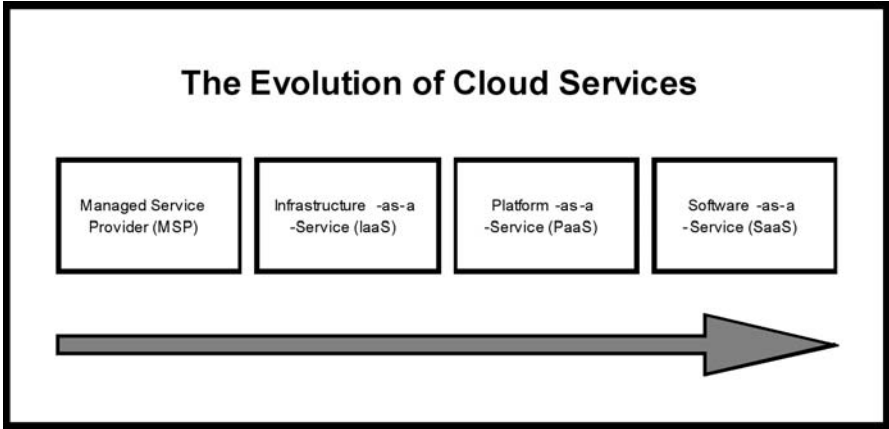 The Evolution of Cloud Services
Managed Service
Provider (MSP)
Infrastructure -as-a
-Service (IaaS)
Platform -as-a
-Service (PaaS)
Software -as-a
-Service (SaaS)